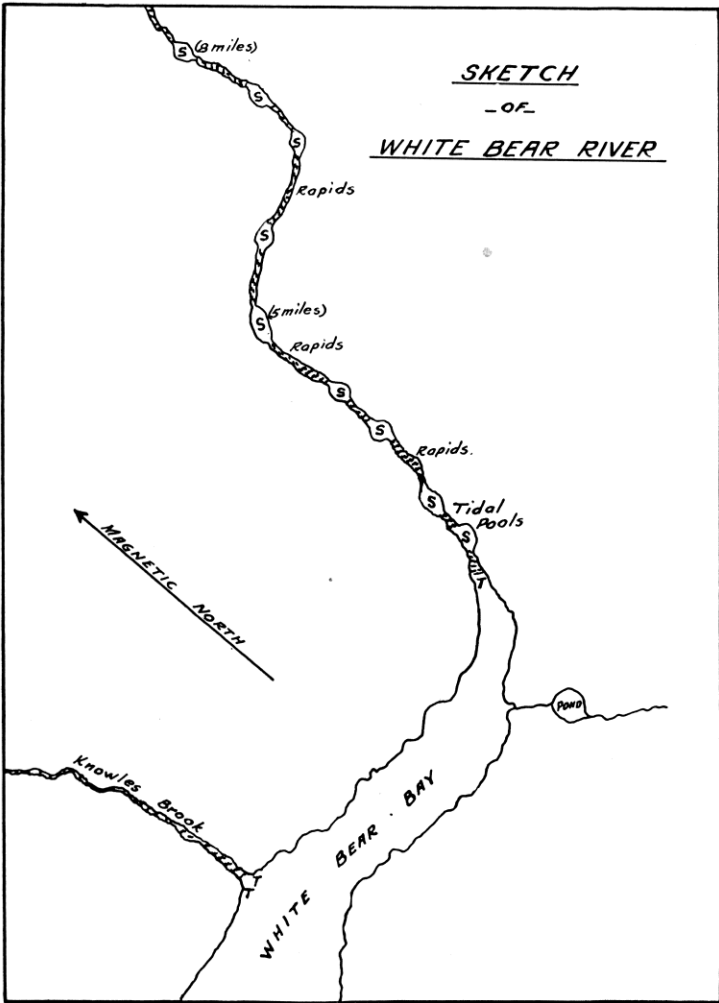 SKETCH
_OF_
WHITE BEAR RIVER
(8 miles)
S
S
S
Rapids
S
(5 miles)
S
Rapids
S
S
Rapids.
S
Tidal
Pools
S
MAGNETIC NORTH
POND
Knowles Brook
T
T
WHITE BEAR BAY